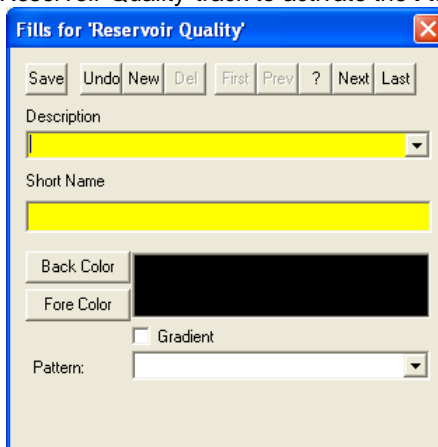 Fills for 'Reservoir Quality'
Save Undo New Del First Prev ? Next Last
Description
Short Name
Back Color
Fore Color
Gradient
Pattern: